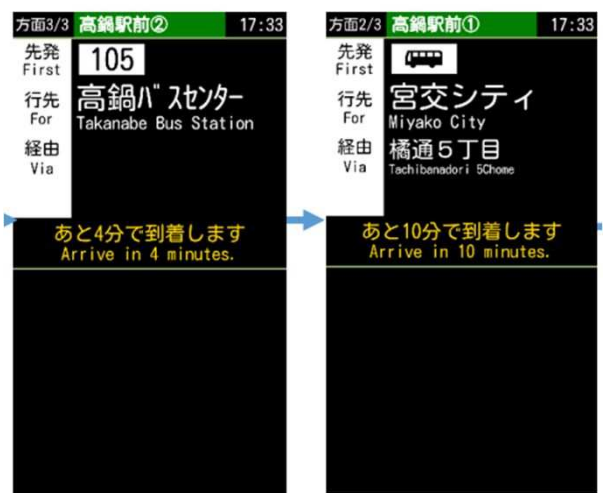 方面3/3 高鍋駅前② 17:33
先発 105
First
行先 高鍋バスセンター
For Takanabe Bus Station
経由
Via
あと4分で到着します
Arrive in 4 minutes.
方面2/3 高鍋駅前① 17:33
先発
First
行先 宮交シティ
For Miyako City
経由 橘通5丁目
Via Tachibanadori 5Chome
あと10分で到着します
Arrive in 10 minutes.